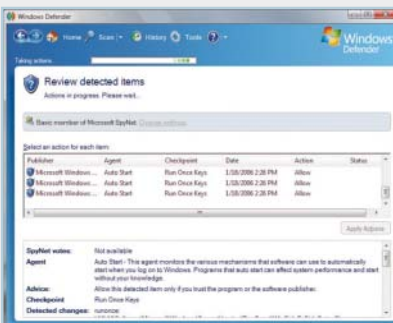 Windows Defender
Home Scan History Tools
Windows Defender
Taking actions
Review detected items
Actions in progress. Please wait...
Basic member of Microsoft SpyNet. Change settings
Select an action for each item:
Publisher Agent Checkpoint Date Action Status
Microsoft Windows ... Auto Start Run Once Keys 1/18/2006 2:26 PM Allow
Microsoft Windows ... Auto Start Run Once Keys 1/18/2006 2:26 PM Allow
Microsoft Windows ... Auto Start Run Once Keys 1/18/2006 2:26 PM Allow
Apply Actions
SpyNet votes: Not available
Agent Auto Start - This agent monitors the various mechanisms that software can use to automatically
start when you log on to Windows. Programs that auto start can affect system performance and start
without your knowledge.
Advice: Allow this detected item only if you trust the program or the software publisher.
Checkpoint Run Once Keys
Detected changes: runonce: